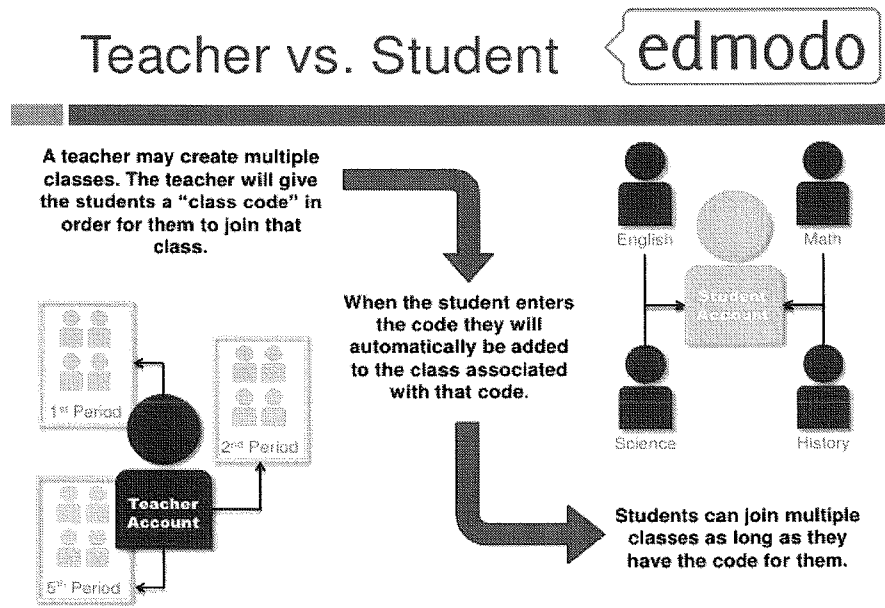 Teacher vs. Student
edmodo
A teacher may create multiple
classes. The teacher will give
the students a “class code” in
order for them to join that
class.
When the student enters
the code they will
automatically be added
to the class associated
with that code.
Students can join multiple
classes as long as they
have the code for them.
1st Period
2nd Period
Teacher
Account
5th Period
English
Math
Student
Account
Science
History